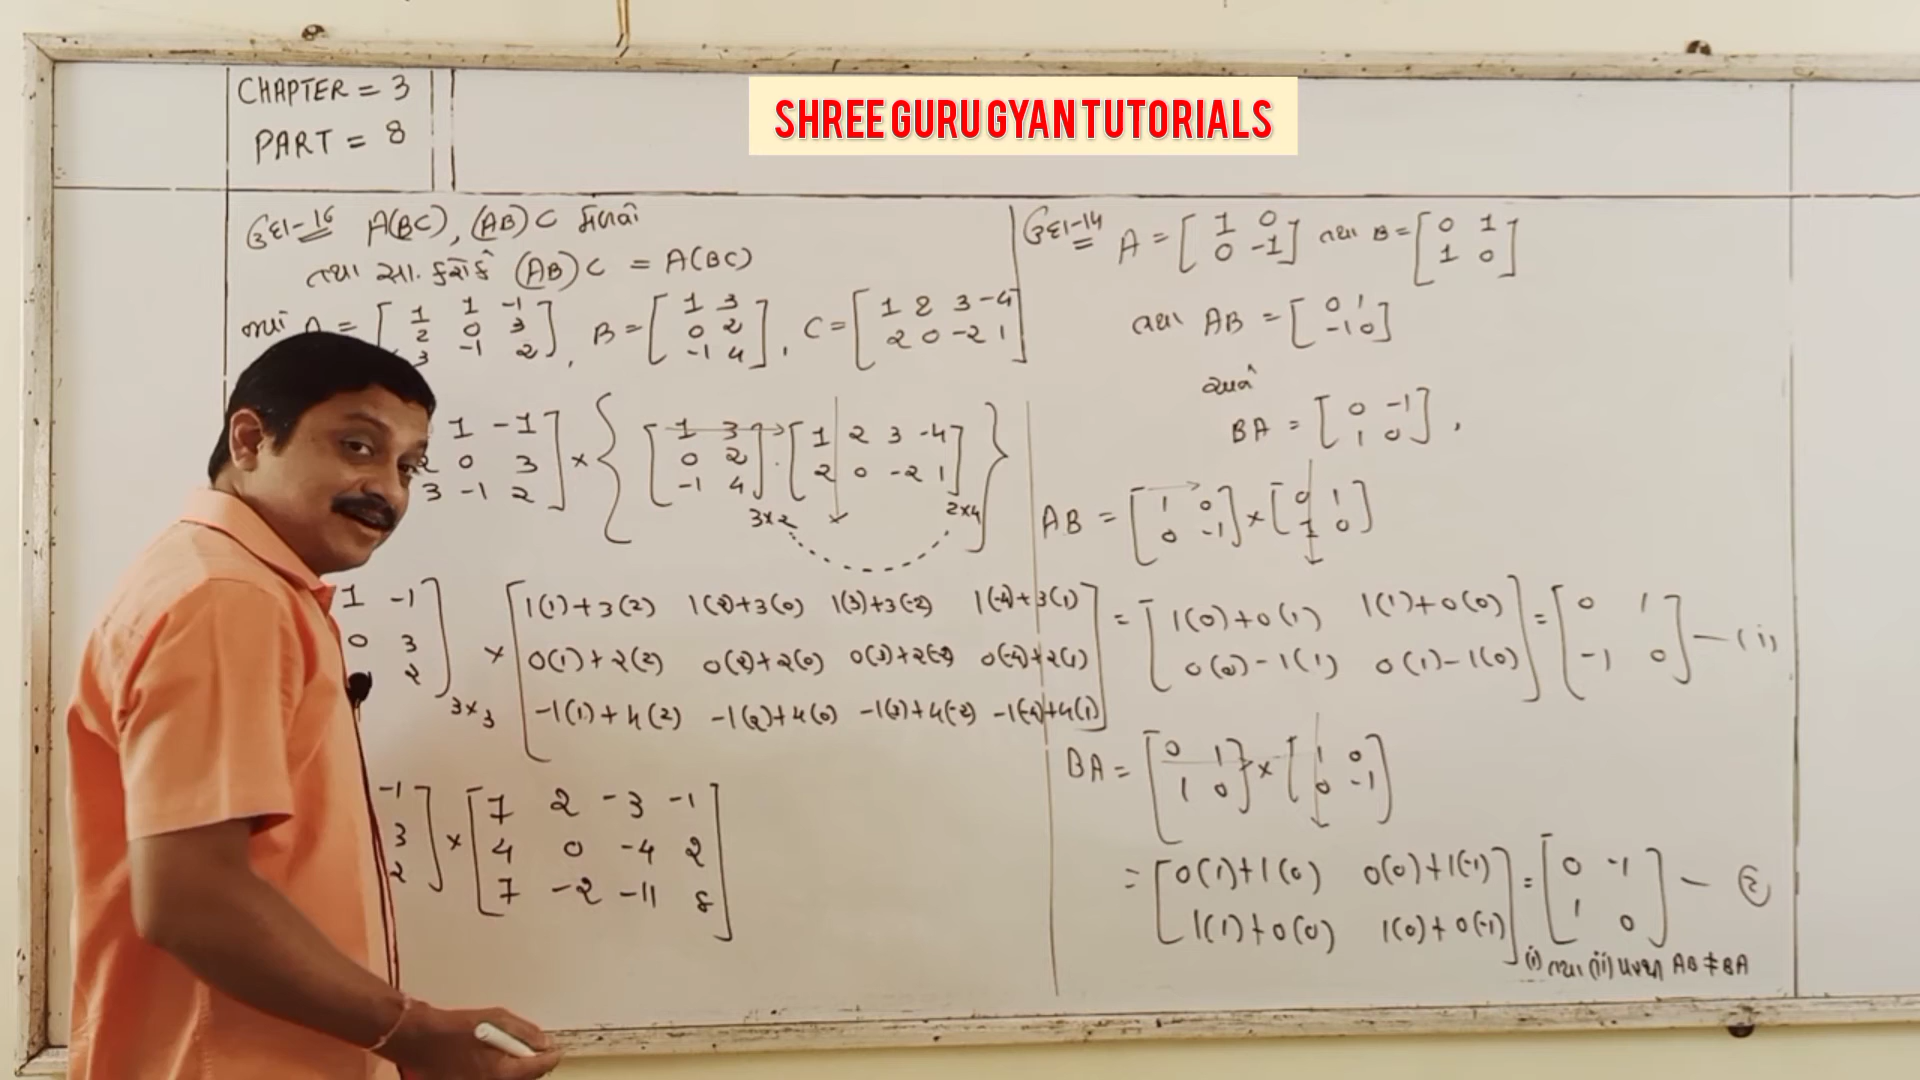 SHREE GURU GYAN TUTORIALS
CHAPTER = 3
PART = 8
ઉદા-16 A(BC), (AB)C મેળવો
તથા સા. કરો કે (AB)C = A(BC)
જ્યાં A = [1 1 -1
2 0 3
3 -1 2], B = [1 3
0 2
-1 4], C = [1 2 3 -4
2 0 -2 1]
1 -1
2 0 3
3 -1 2] × { [1 3
0 2
-1 4] · [1 2 3 -4
2 0 -2 1] }
3×2 2×4
1 -1
0 3
2] 3×3 × [1(1)+3(2) 1(2)+3(0) 1(3)+3(-2) 1(-4)+3(1)
0(1)+2(2) 0(2)+2(0) 0(3)+2(-2) 0(-4)+2(1)
-1(1)+4(2) -1(2)+4(0) -1(3)+4(-2) -1(-4)+4(1)]
-1
3
2] × [7 2 -3 -1
4 0 -4 2
7 -2 -11 8]
ઉદા-14 A = [1 0
0 -1] તથા B = [0 1
1 0]
તથા AB = [0 1
-1 0]
અને
BA = [0 -1
1 0],
AB = [1 0
0 -1] × [0 1
1 0]
= [1(0)+0(1) 1(1)+0(0)
0(0)-1(1) 0(1)-1(0)] = [0 1
-1 0] — (i)
BA = [0 1
1 0] × [1 0
0 -1]
= [0(1)+1(0) 0(0)+1(-1)
1(1)+0(0) 1(0)+0(-1)] = [0 -1
1 0] —
(i) તથા (ii) પરથી AB ≠ BA